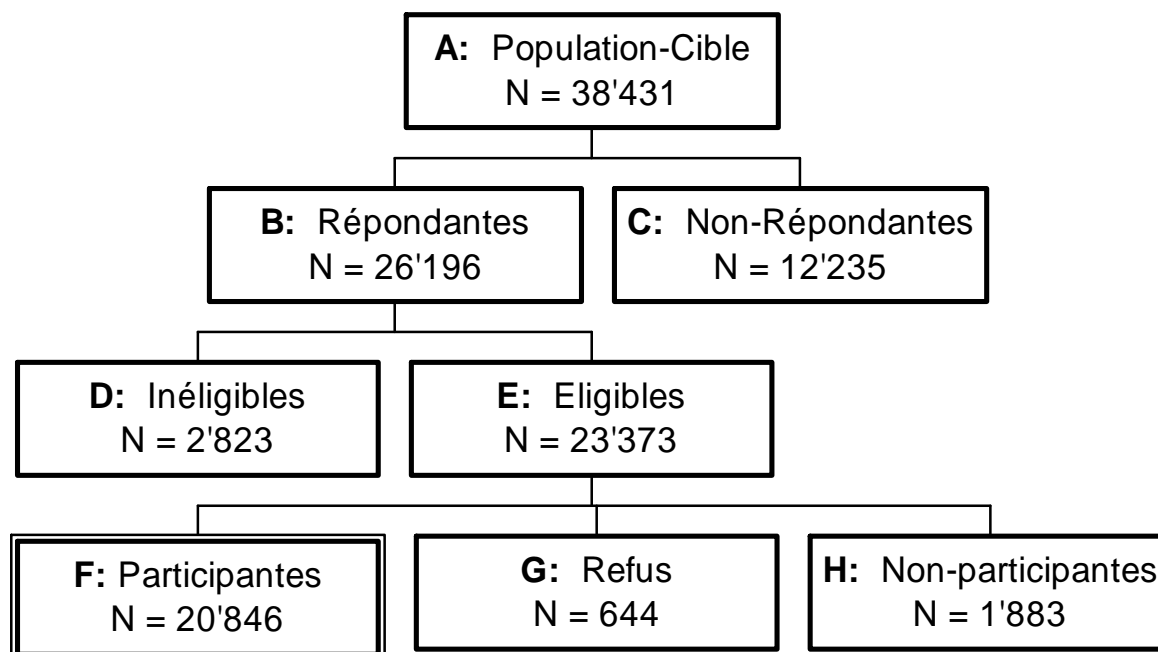 A: Population-Cible
N = 38'431
B: Répondantes
N = 26'196
C: Non-Répondantes
N = 12'235
D: Inéligibles
N = 2'823
E: Eligibles
N = 23'373
F: Participantes
N = 20'846
G: Refus
N = 644
H: Non-participantes
N = 1'883